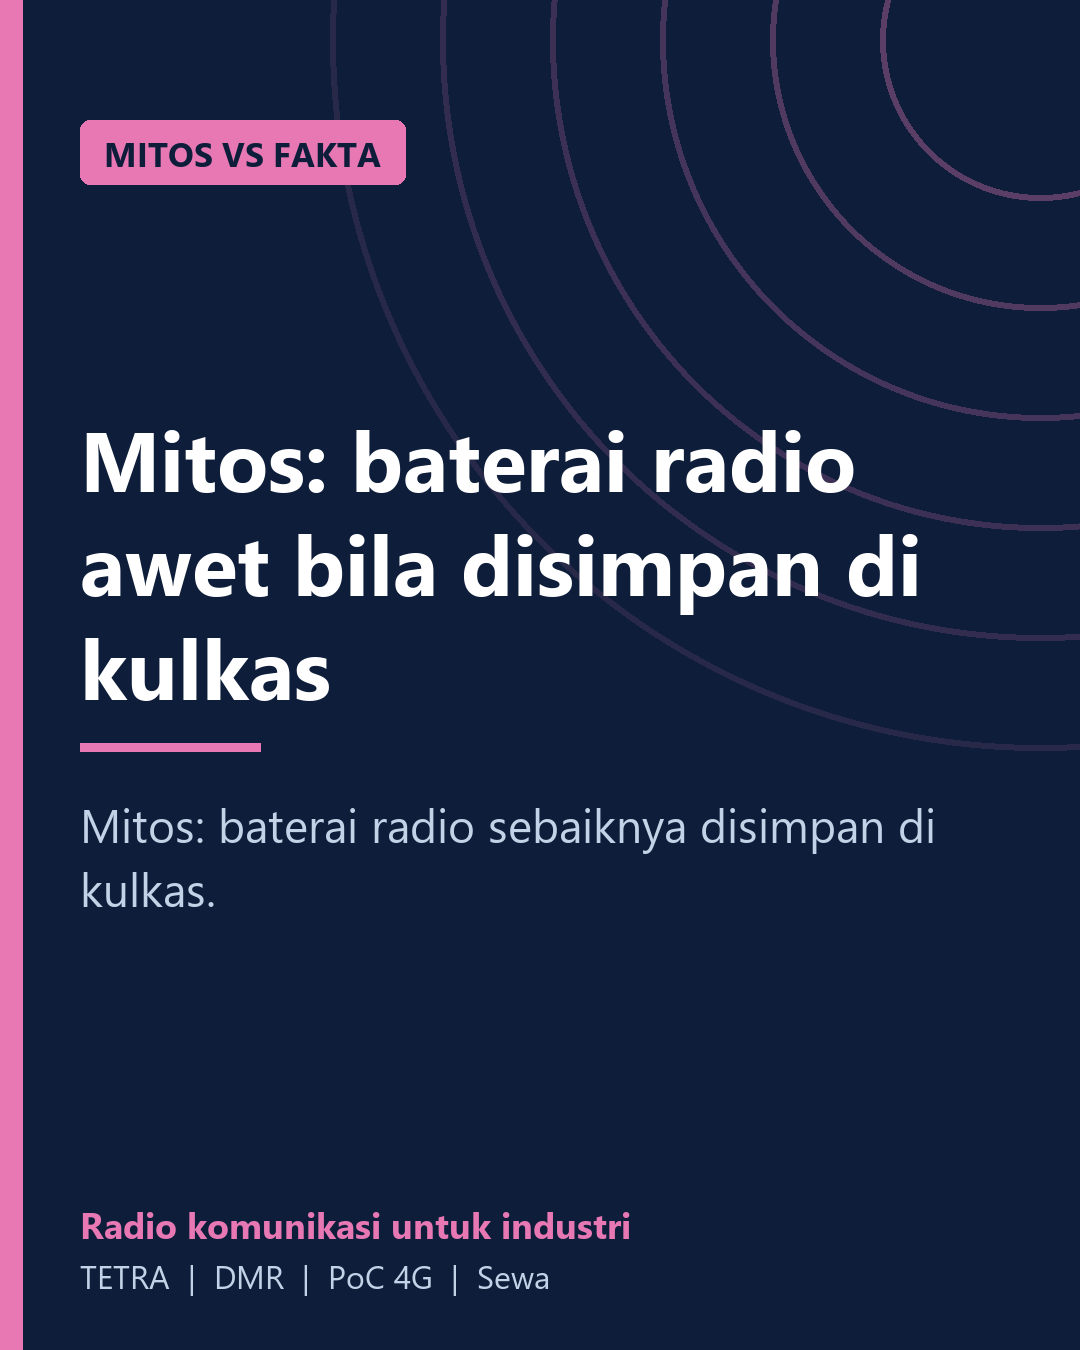 MITOS VS FAKTA
Mitos: baterai radio
awet bila disimpan di
kulkas
Mitos: baterai radio sebaiknya disimpan di
kulkas.
Radio komunikasi untuk industri
TETRA | DMR | PoC 4G | Sewa